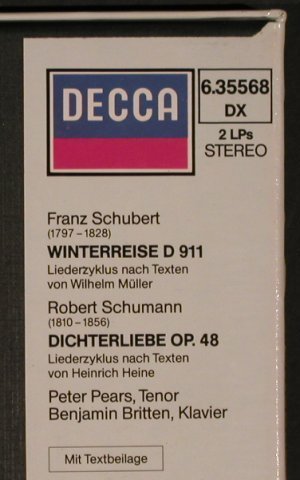 DECCA
6.35568
DX
2 LPs
STEREO
Franz Schubert
(1797–1828)
WINTERREISE D 911
Liederzyklus nach Texten
von Wilhelm Müller
Robert Schumann
(1810–1856)
DICHTERLIEBE OP. 48
Liederzyklus nach Texten
von Heinrich Heine
Peter Pears, Tenor
Benjamin Britten, Klavier
Mit Textbeilage